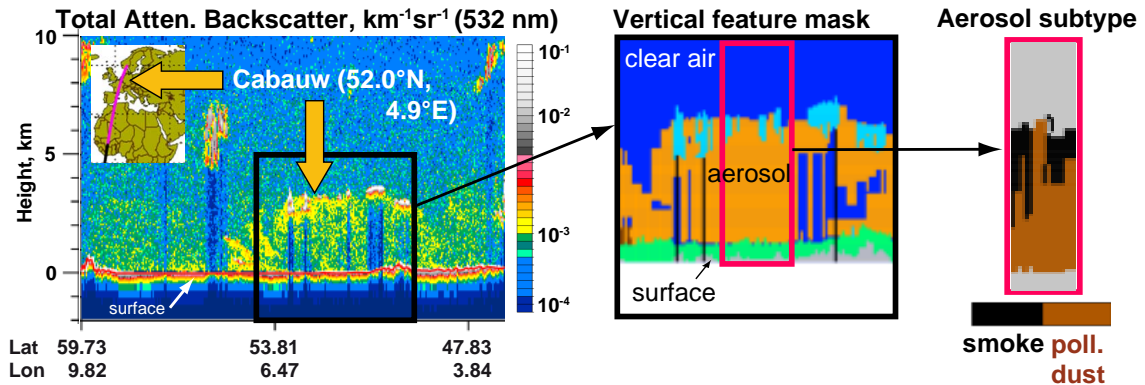 Total Atten. Backscatter, km⁻¹sr⁻¹ (532 nm)
Vertical feature mask
Aerosol subtype
10
5
0
Height, km
Cabauw (52.0°N,
4.9°E)
surface
10⁻¹
10⁻²
10⁻³
10⁻⁴
Lat 59.73 53.81 47.83
Lon 9.82 6.47 3.84
clear air
aerosol
surface
smoke poll.
dust